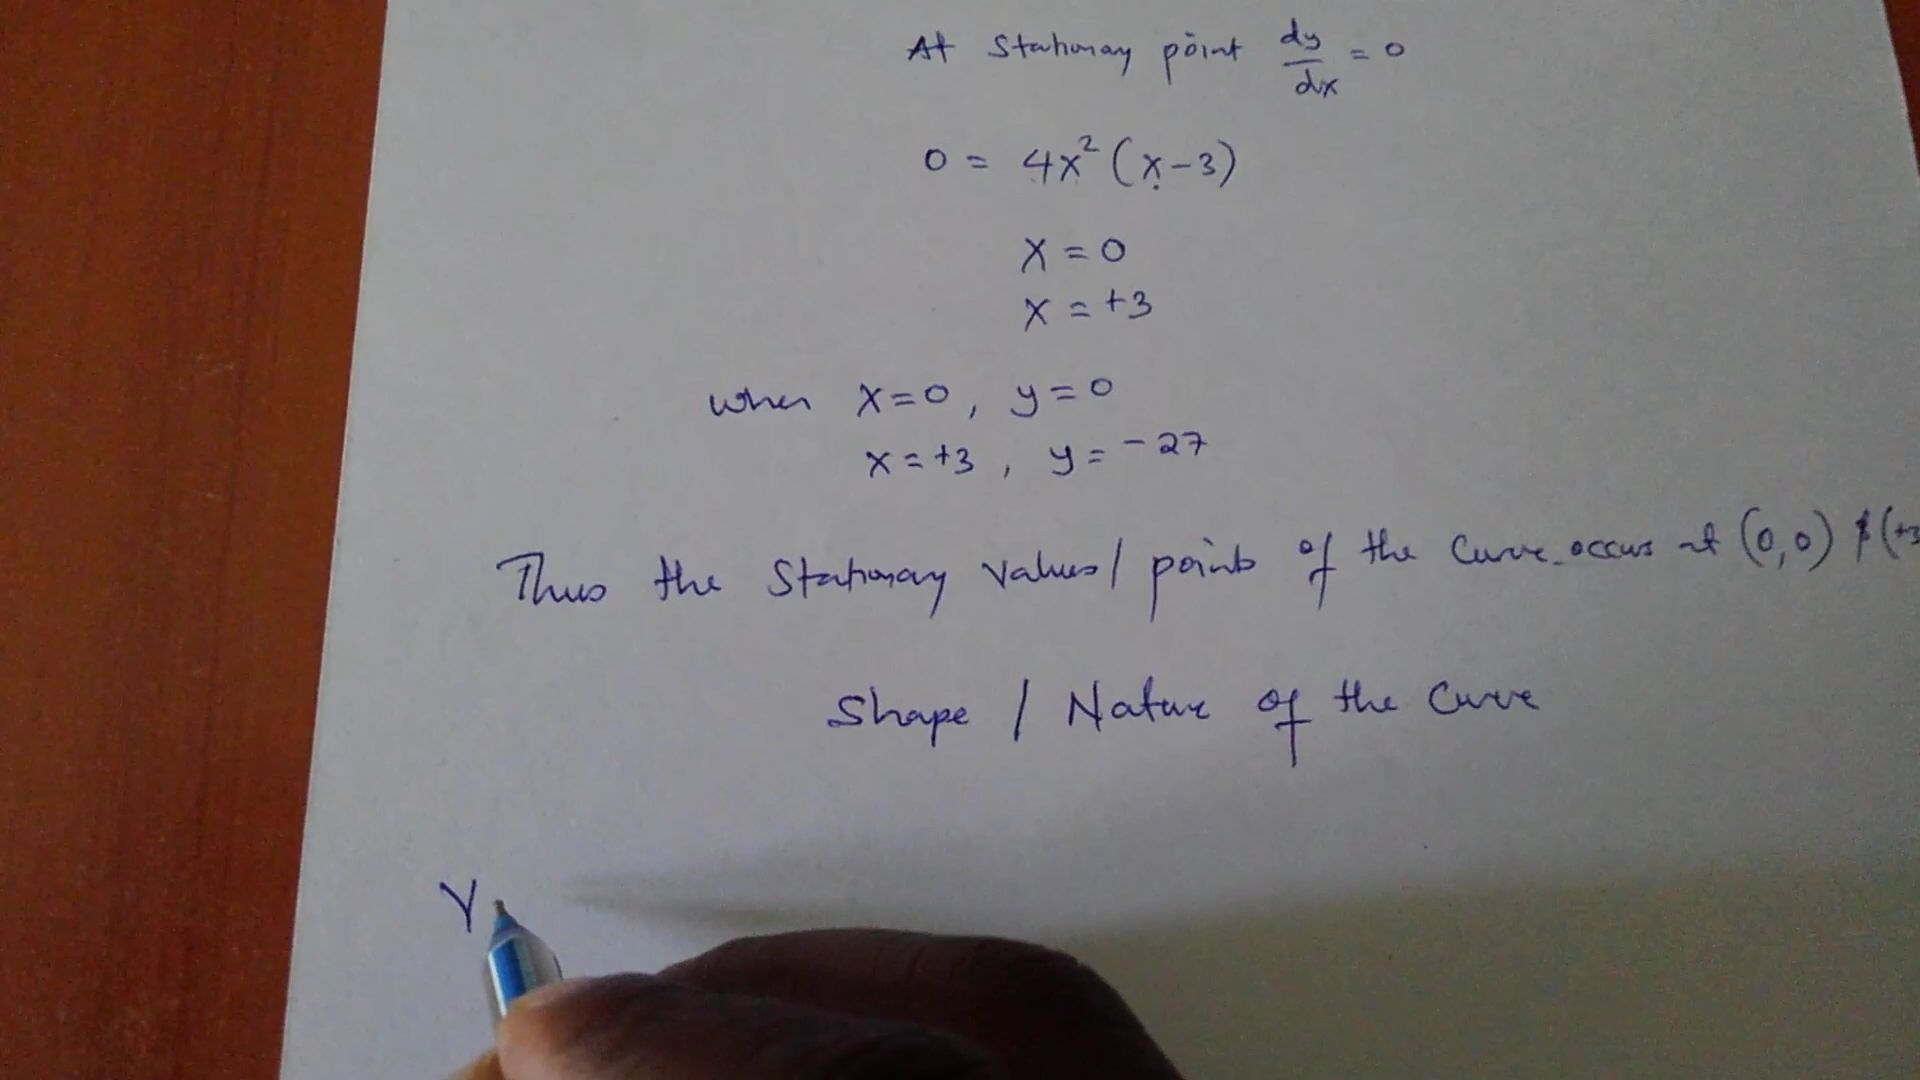 At Stationary point dy/dx = 0
0 = 4x² (x-3)
x = 0
x = +3
when x=0, y=0
x=+3, y= -27
Thus the Stationary values/ points of the curve occurs at (0,0) & (+3
Shape / Nature of the curve